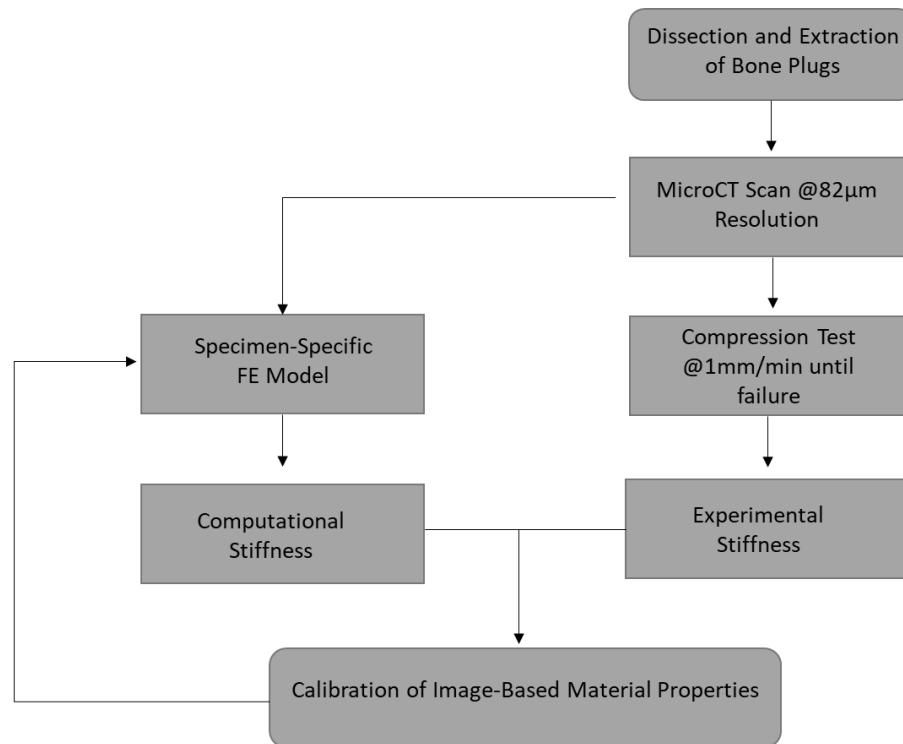 Dissection and Extraction
of Bone Plugs
MicroCT Scan @82µm
Resolution
Specimen-Specific
FE Model
Compression Test
@1mm/min until
failure
Computational
Stiffness
Experimental
Stiffness
Calibration of Image-Based Material Properties